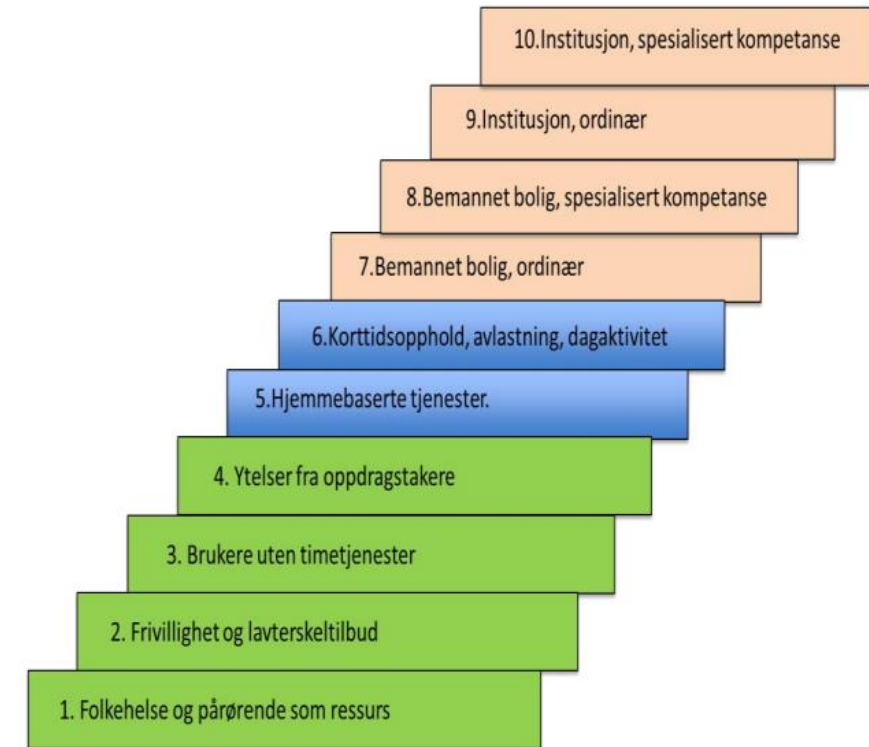 10.Institusjon, spesialisert kompetanse
9.Institusjon, ordinær
8.Bemannet bolig, spesialisert kompetanse
7.Bemannet bolig, ordinær
6.Korttidsopphold, avlastning, dagaktivitet
5.Hjemmebaserte tjenester.
4. Ytelser fra oppdragstakere
3. Brukere uten timetjenester
2. Frivillighet og lavterskeltilbud
1. Folkehelse og pårørende som ressurs